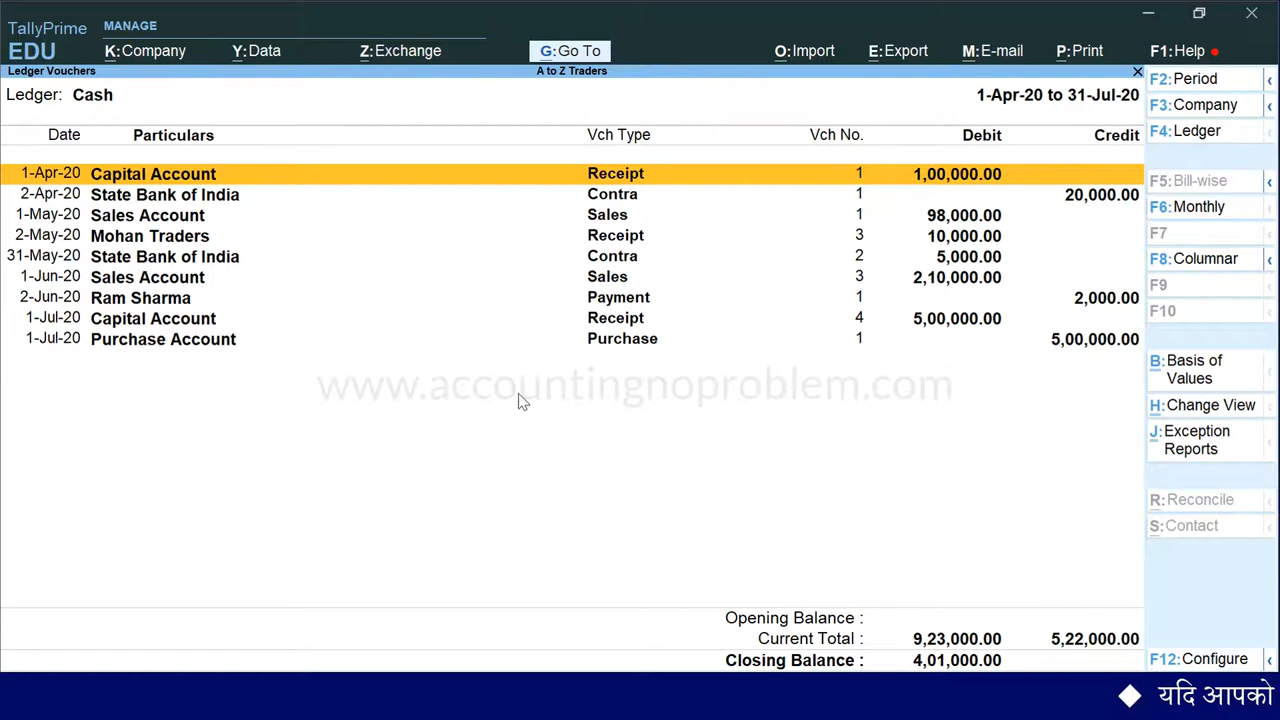 TallyPrime
EDU
MANAGE
K:Company Y:Data Z:Exchange G:Go To O:Import E:Export M:E-mail P:Print F1:Help
Ledger Vouchers A to Z Traders
Ledger: Cash 1-Apr-20 to 31-Jul-20
Date Particulars Vch Type Vch No. Debit Credit
1-Apr-20 Capital Account Receipt 1 1,00,000.00
2-Apr-20 State Bank of India Contra 1 20,000.00
1-May-20 Sales Account Sales 1 98,000.00
2-May-20 Mohan Traders Receipt 3 10,000.00
31-May-20 State Bank of India Contra 2 5,000.00
1-Jun-20 Sales Account Sales 3 2,10,000.00
2-Jun-20 Ram Sharma Payment 1 2,000.00
1-Jul-20 Capital Account Receipt 4 5,00,000.00
1-Jul-20 Purchase Account Purchase 1 5,00,000.00
www.accountingnoproblem.com
Opening Balance :
Current Total : 9,23,000.00 5,22,000.00
Closing Balance : 4,01,000.00
F2:Period
F3:Company
F4:Ledger
F5:Bill-wise
F6:Monthly
F7
F8:Columnar
F9
F10
B:Basis of
Values
H:Change View
J:Exception
Reports
R:Reconcile
S:Contact
F12:Configure
यदि आपको